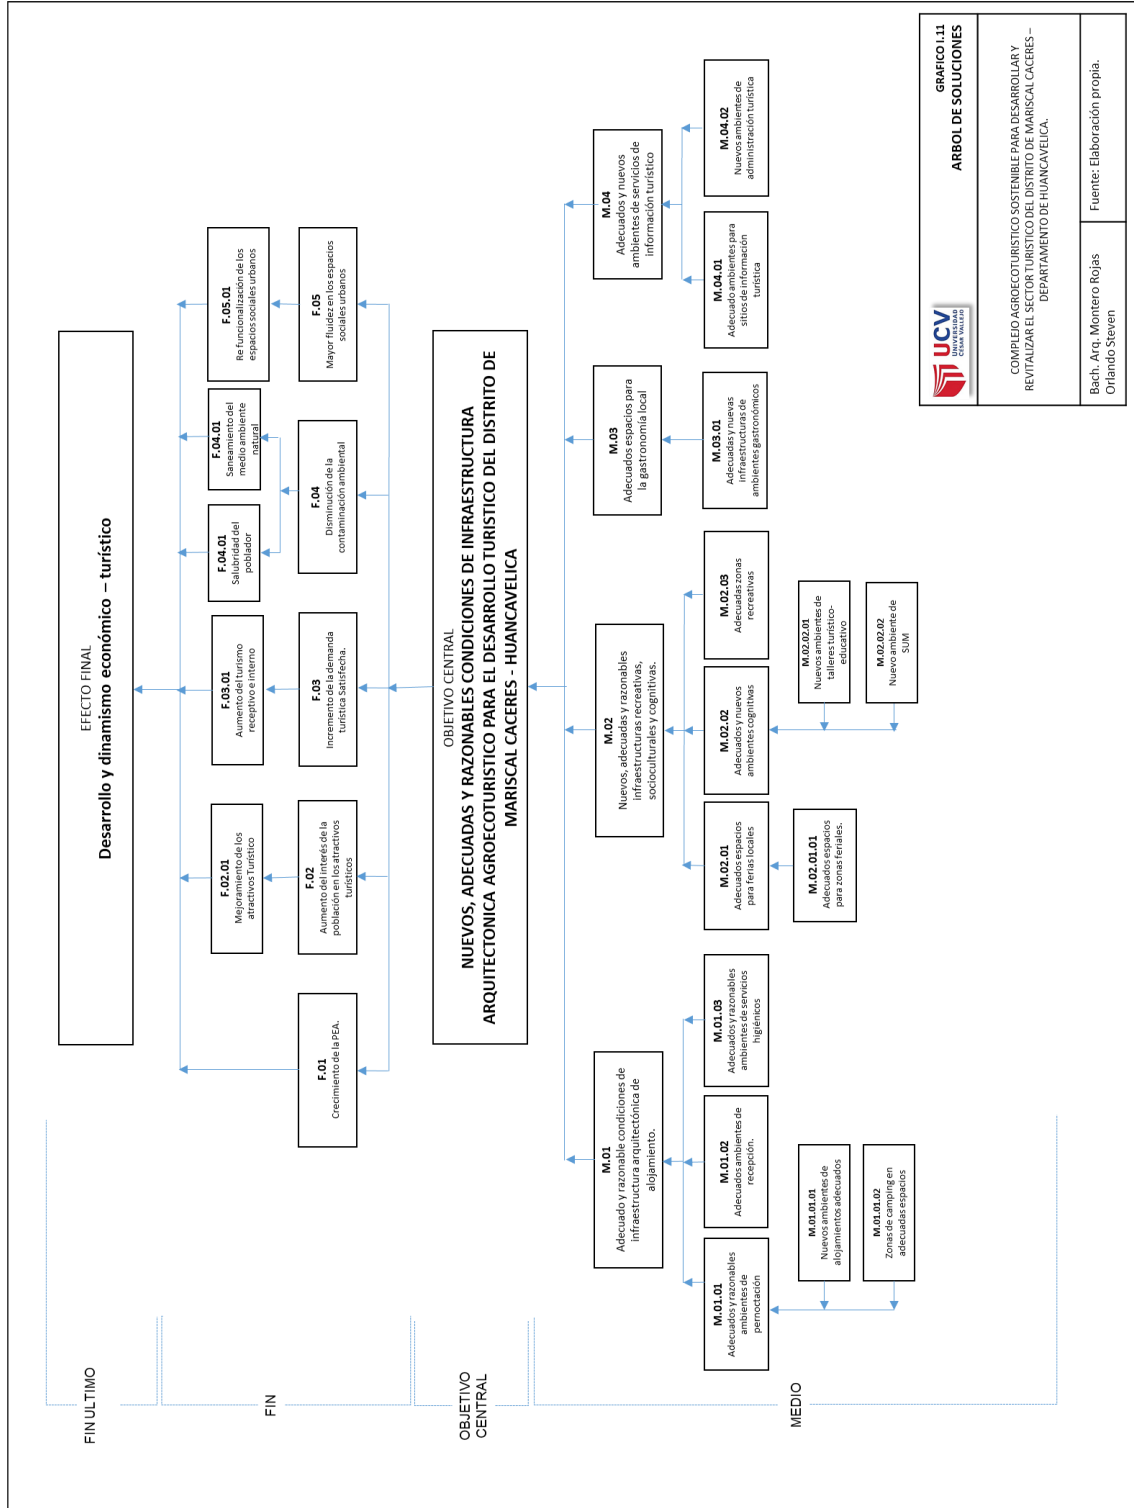 FIN ULTIMO
EFECTO FINAL
Desarrollo y dinamismo económico – turístico
FIN
F.02.01
Mejoramiento de los
atractivos Turístico
F.03.01
Aumento del turismo
receptivo e interno
F.04.01
Salubridad del
poblador
F.04.01
Saneamiento del
medio ambiente
natural
F.05.01
Re funcionalización de los
espacios sociales urbanos
F.01
Crecimiento de la PEA.
F.02
Aumento del Interés de la
población en los atractivos
turísticos
F.03
Incremento de la demanda
turística Satisfecha.
F.04
Disminución de la
contaminación ambiental
F.05
Mayor fluidez en los espacios
sociales urbanos
OBJETIVO
CENTRAL
OBJETIVO CENTRAL
NUEVOS, ADECUADAS Y RAZONABLES CONDICIONES DE INFRAESTRUCTURA
ARQUITECTONICA AGROECOTURISTICO PARA EL DESARROLLO TURISTICO DEL DISTRITO DE
MARISCAL CACERES - HUANCAVELICA
MEDIO
M.01
Adecuado y razonable condiciones de
infraestructura arquitectónica de
alojamiento.
M.02
Nuevos, adecuadas y razonables
infraestructuras recreativas,
socioculturales y cognitivas.
M.03
Adecuados espacios para
la gastronomía local
M.04
Adecuados y nuevos
ambientes de servicios de
información turístico
M.01.01
Adecuados y razonables
ambientes de
pernoctación
M.01.02
Adecuados ambientes de
recepción.
M.01.03
Adecuados y razonables
ambientes de servicios
higiénicos
M.02.01
Adecuados espacios
para ferias locales
M.02.02
Adecuados y nuevos
ambientes cognitivas
M.02.03
Adecuadas zonas
recreativas
M.03.01
Adecuadas y nuevas
infraestructuras de
ambientes gastronómicos
M.04.01
Adecuado ambientes para
sitios de información
turística
M.04.02
Nuevos ambientes de
administración turística
M.01.01.01
Nuevos ambientes de
alojamientos adecuados
M.01.01.02
Zonas de camping en
adecuadas espacios
M.02.01.01
Adecuados espacios
para zonas feriales.
M.02.02.01
Nuevos ambientes de
talleres turístico-
educativo
M.02.02.02
Nuevo ambiente de
SUM
UCV
UNIVERSIDAD
CÉSAR VALLEJO
GRAFICO I.11
ARBOL DE SOLUCIONES
COMPLEJO AGROECOTURISTICO SOSTENIBLE PARA DESARROLLAR Y
REVITALIZAR EL SECTOR TURISTICO DEL DISTRITO DE MARISCAL CACERES –
DEPARTAMENTO DE HUANCAVELICA.
Bach. Arq. Montero Rojas
Orlando Steven
Fuente: Elaboración propia.